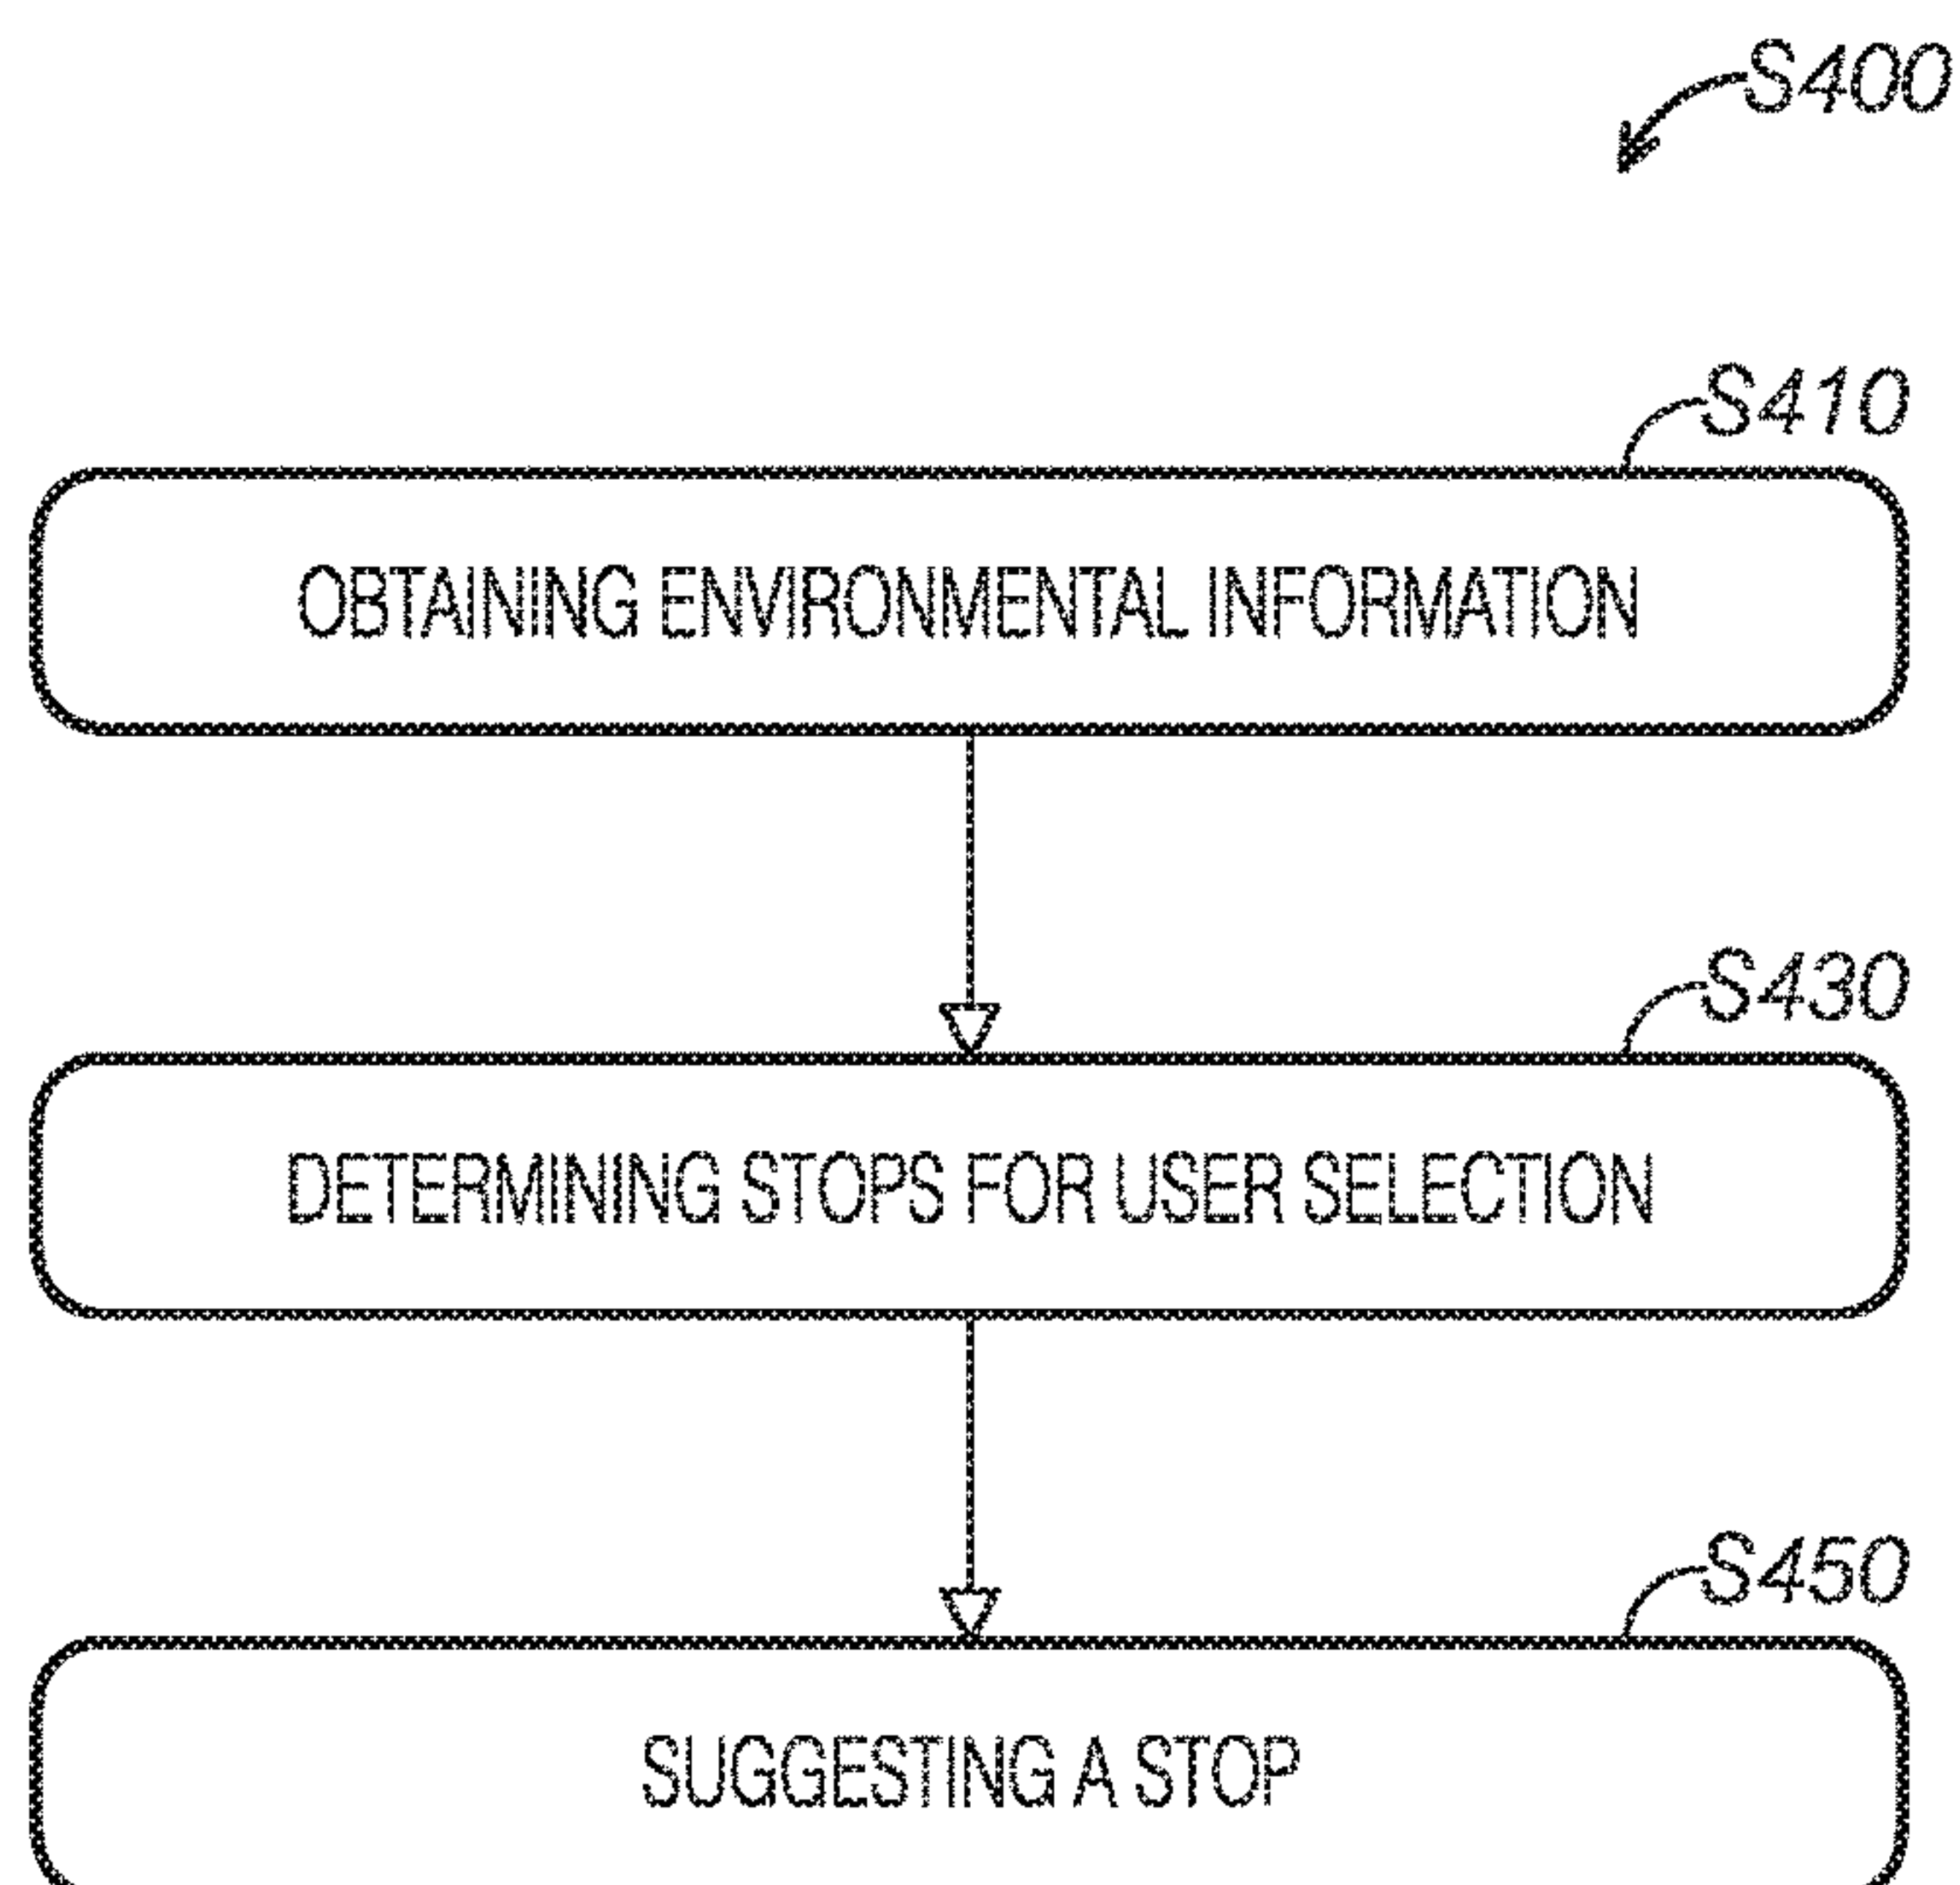 S400
S410
OBTAINING ENVIRONMENTAL INFORMATION
S430
DETERMINING STOPS FOR USER SELECTION
S450
SUGGESTING A STOP